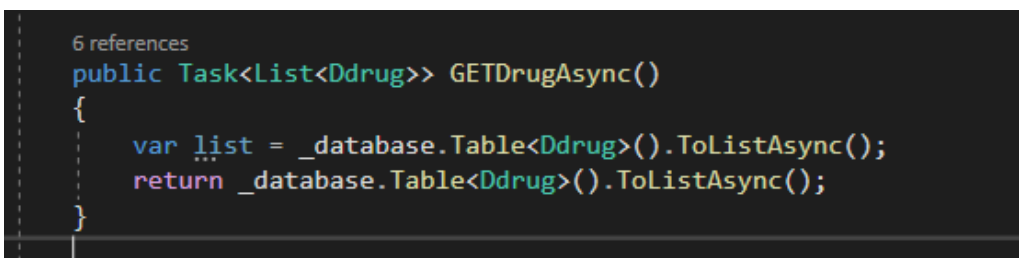 6 references
public Task<List<Ddrug>> GETDrugAsync()
{
var list = _database.Table<Ddrug>().ToListAsync();
return _database.Table<Ddrug>().ToListAsync();
}